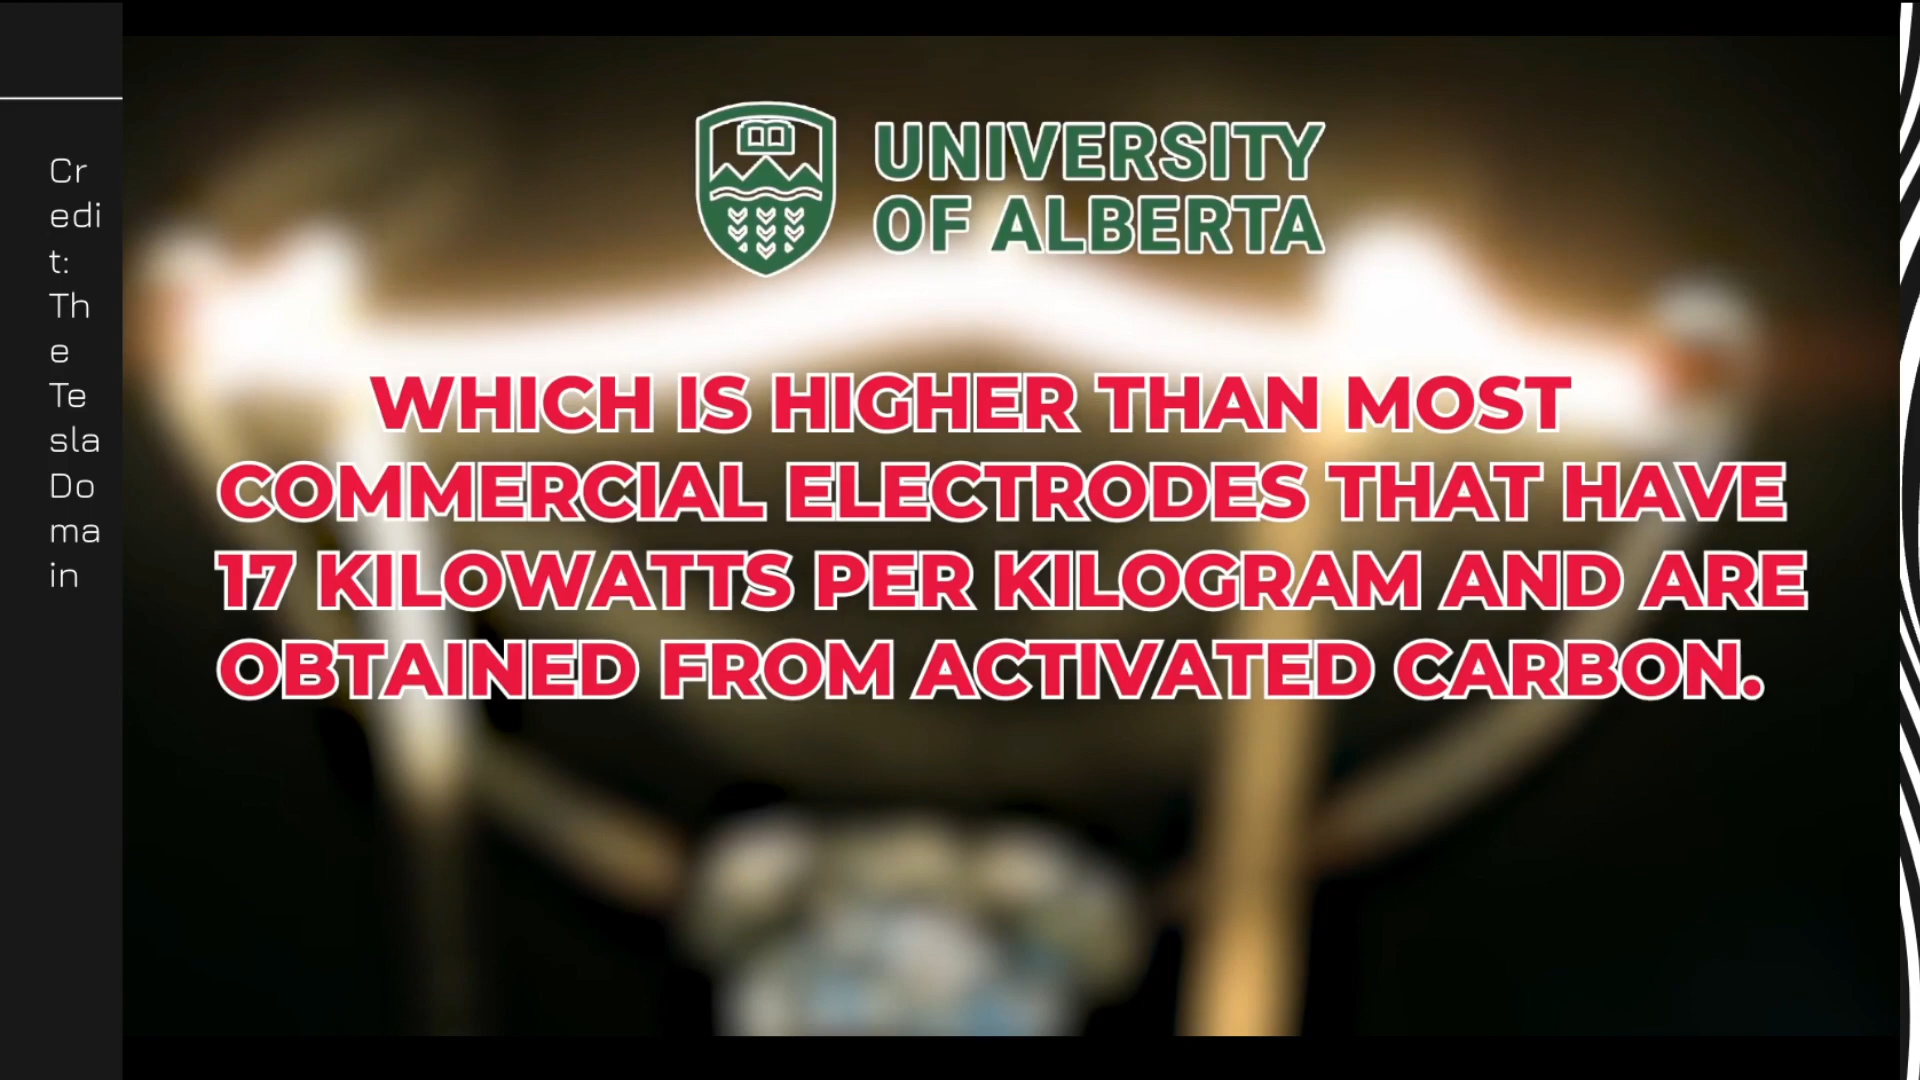 Cr
edi
t:
Th
e
Te
sla
Do
ma
in
UNIVERSITY
OF ALBERTA
WHICH IS HIGHER THAN MOST
COMMERCIAL ELECTRODES THAT HAVE
17 KILOWATTS PER KILOGRAM AND ARE
OBTAINED FROM ACTIVATED CARBON.